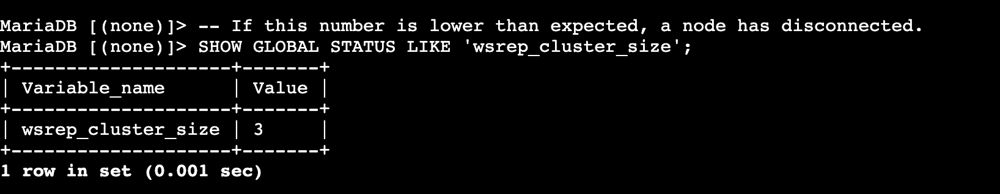 MariaDB [(none)]> -- If this number is lower than expected, a node has disconnected.
MariaDB [(none)]> SHOW GLOBAL STATUS LIKE 'wsrep_cluster_size';
+--------------------+-------+
| Variable_name      | Value |
+--------------------+-------+
| wsrep_cluster_size | 3     |
+--------------------+-------+
1 row in set (0.001 sec)